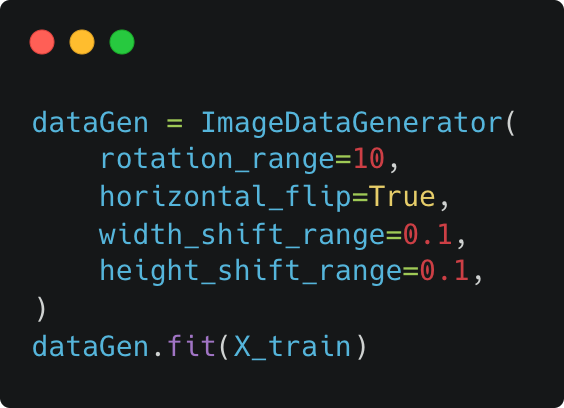 dataGen = ImageDataGenerator(
    rotation_range=10,
    horizontal_flip=True,
    width_shift_range=0.1,
    height_shift_range=0.1,
)
dataGen.fit(X_train)